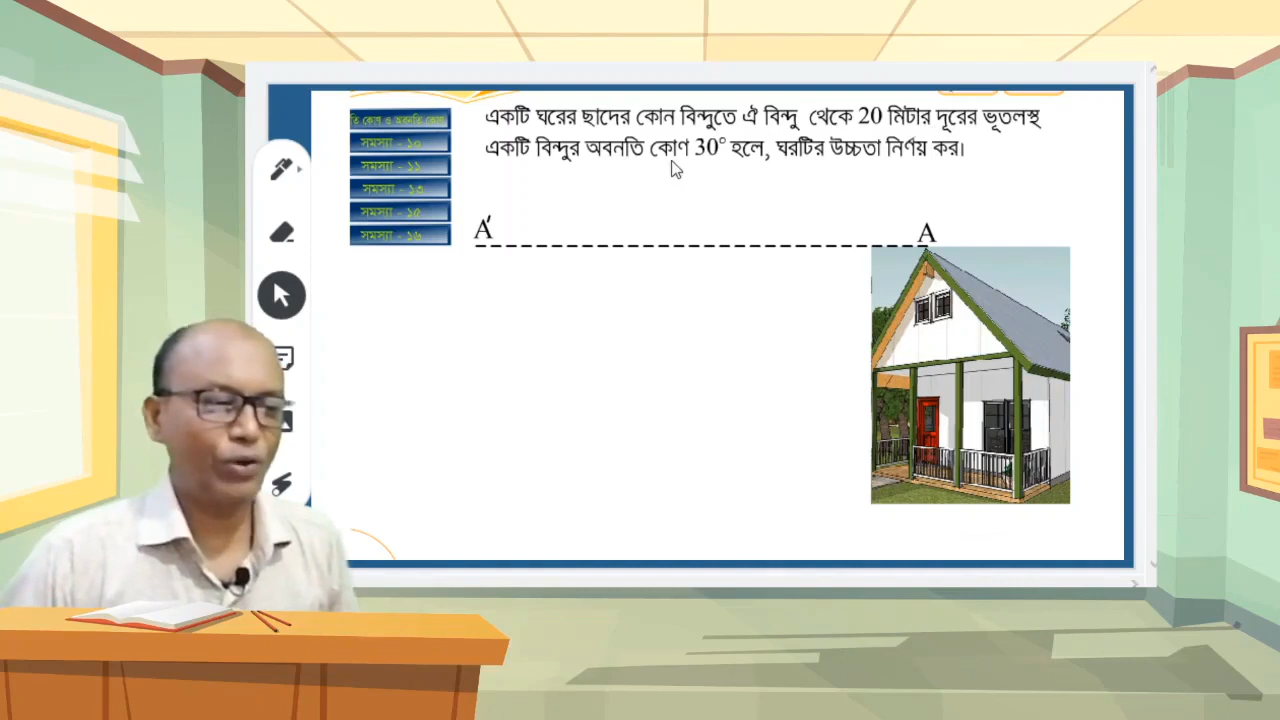 একটি ঘরের ছাদের কোন বিন্দুতে ঐ বিন্দু থেকে 20 মিটার দূরের ভূতলস্থ
একটি বিন্দুর অবনতি কোণ 30° হলে, ঘরটির উচ্চতা নির্ণয় কর।
তি কোণ ও অবনতি কোণ
সমস্যা - ১০
সমস্যা - ১১
সমস্যা - ১৩
সমস্যা - ১৫
সমস্যা - ১৬
A′
A